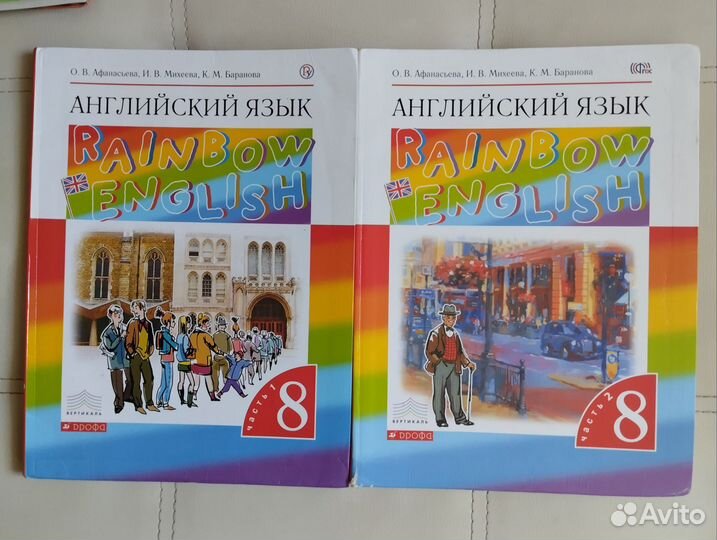 О. В. Афанасьева, И. В. Михеева, К. М. Баранова
АНГЛИЙСКИЙ ЯЗЫК
RAINBOW
ENGLISH
ВЕРТИКАЛЬ
ДРОФА
часть 1
8
О. В. Афанасьева, И. В. Михеева, К. М. Баранова
ФГОС
АНГЛИЙСКИЙ ЯЗЫК
RAINBOW
ENGLISH
ВЕРТИКАЛЬ
ДРОФА
часть 2
8
Avito